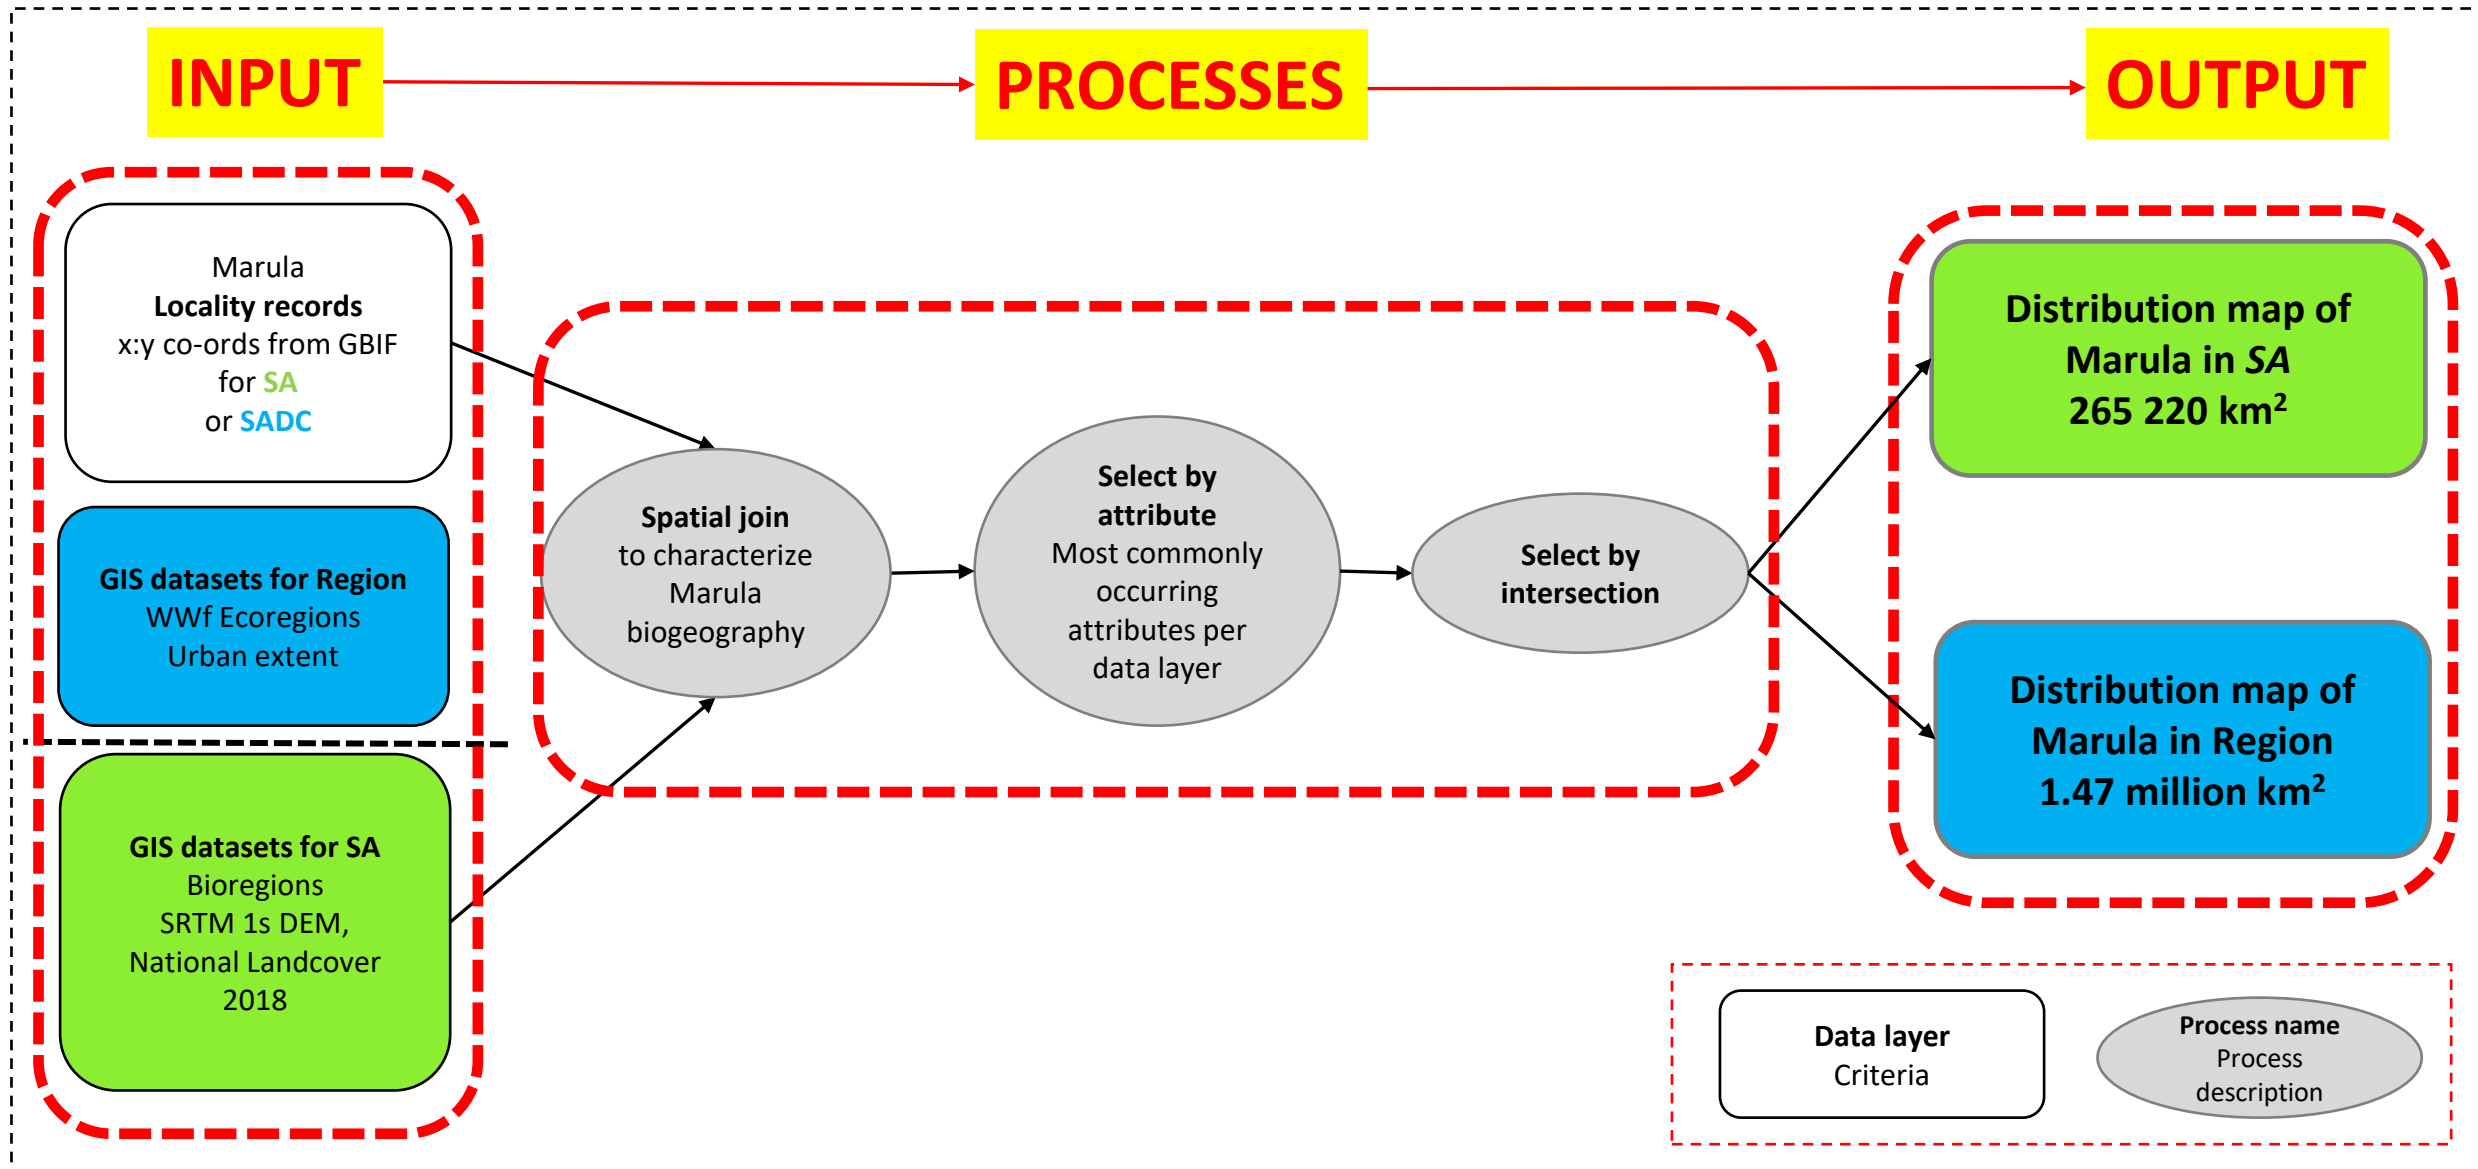 INPUT
PROCESSES
OUTPUT
Marula
Locality records
x:y co-ords from GBIF
for SA
or SADC
GIS datasets for Region
WWf Ecoregions
Urban extent
GIS datasets for SA
Bioregions
SRTM 1s DEM,
National Landcover
2018
Spatial join
to characterize
Marula
biogeography
Select by
attribute
Most commonly
occurring
attributes per
data layer
Select by
intersection
Distribution map of
Marula in SA
265 220 km²
Distribution map of
Marula in Region
1.47 million km²
Data layer
Criteria
Process name
Process
description